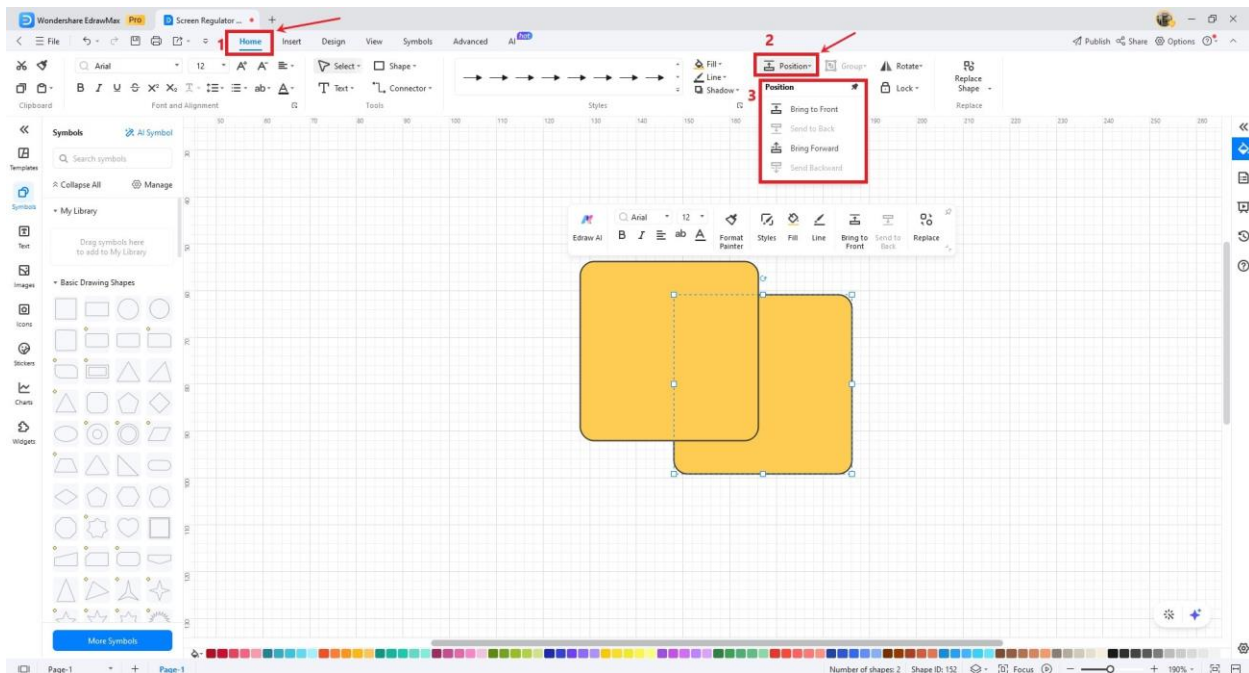 Wondershare EdrawMax Pro Screen Regulator ... +
File Home Insert Design View Symbols Advanced AI hot Publish Share Options
1
2
3
Arial 12 A+ A- Select Shape Fill Position Group Rotate Replace Shape
B I U X² X₂ T ab A Text Connector Line Shadow Lock
Clipboard Font and Alignment Tools Styles Replace
Position
Bring to Front
Send to Back
Bring Forward
Send Backward
Templates
Symbols
Text
Images
Icons
Stickers
Charts
Widgets
Symbols AI Symbol
Search symbols
Collapse All Manage
My Library
Drag symbols here
to add to My Library
Basic Drawing Shapes
More Symbols
Arial 12
B I ab A
Edraw AI Format Painter Styles Fill Line Bring to Front Send to Back Replace
Page-1 + Page-1 Number of shapes: 2 Shape ID: 152 Focus 190%